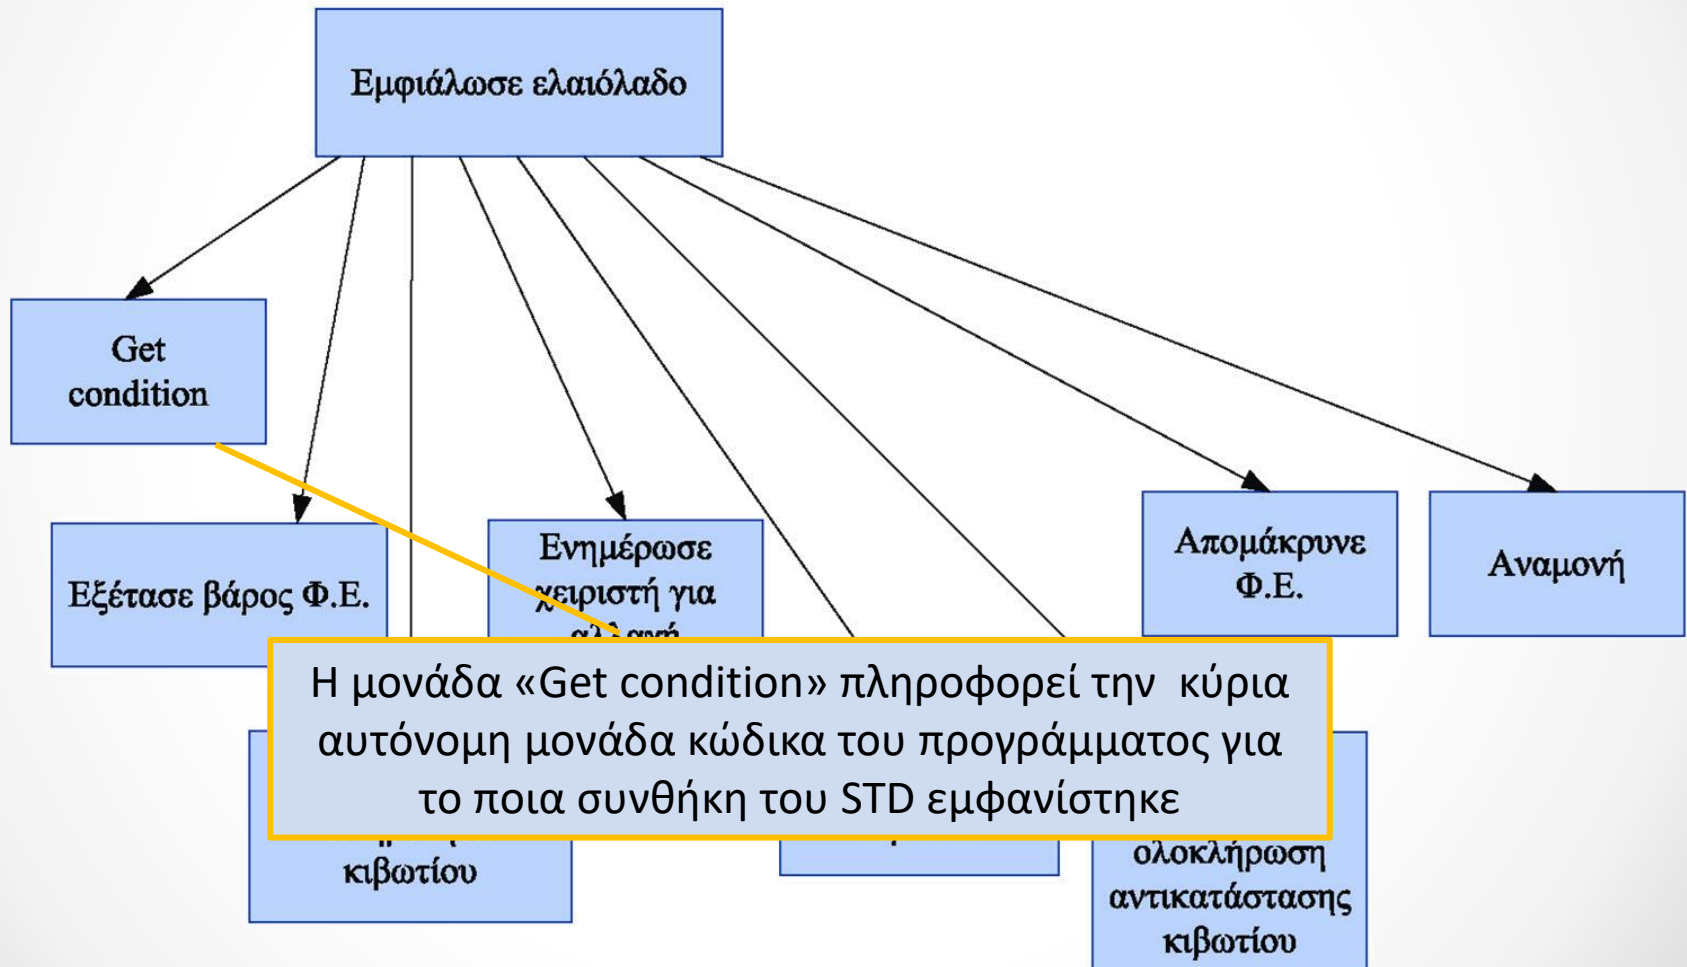 Εμφιάλωσε ελαιόλαδο
Get
condition
Εξέτασε βάρος Φ.Ε.
Ενημέρωσε
χειριστή για
αλλαγή
Απομάκρυνε
Φ.Ε.
Αναμονή
Η μονάδα «Get condition» πληροφορεί την κύρια
αυτόνομη μονάδα κώδικα του προγράμματος για
το ποια συνθήκη του STD εμφανίστηκε
κιβωτίου
ολοκλήρωση
αντικατάστασης
κιβωτίου